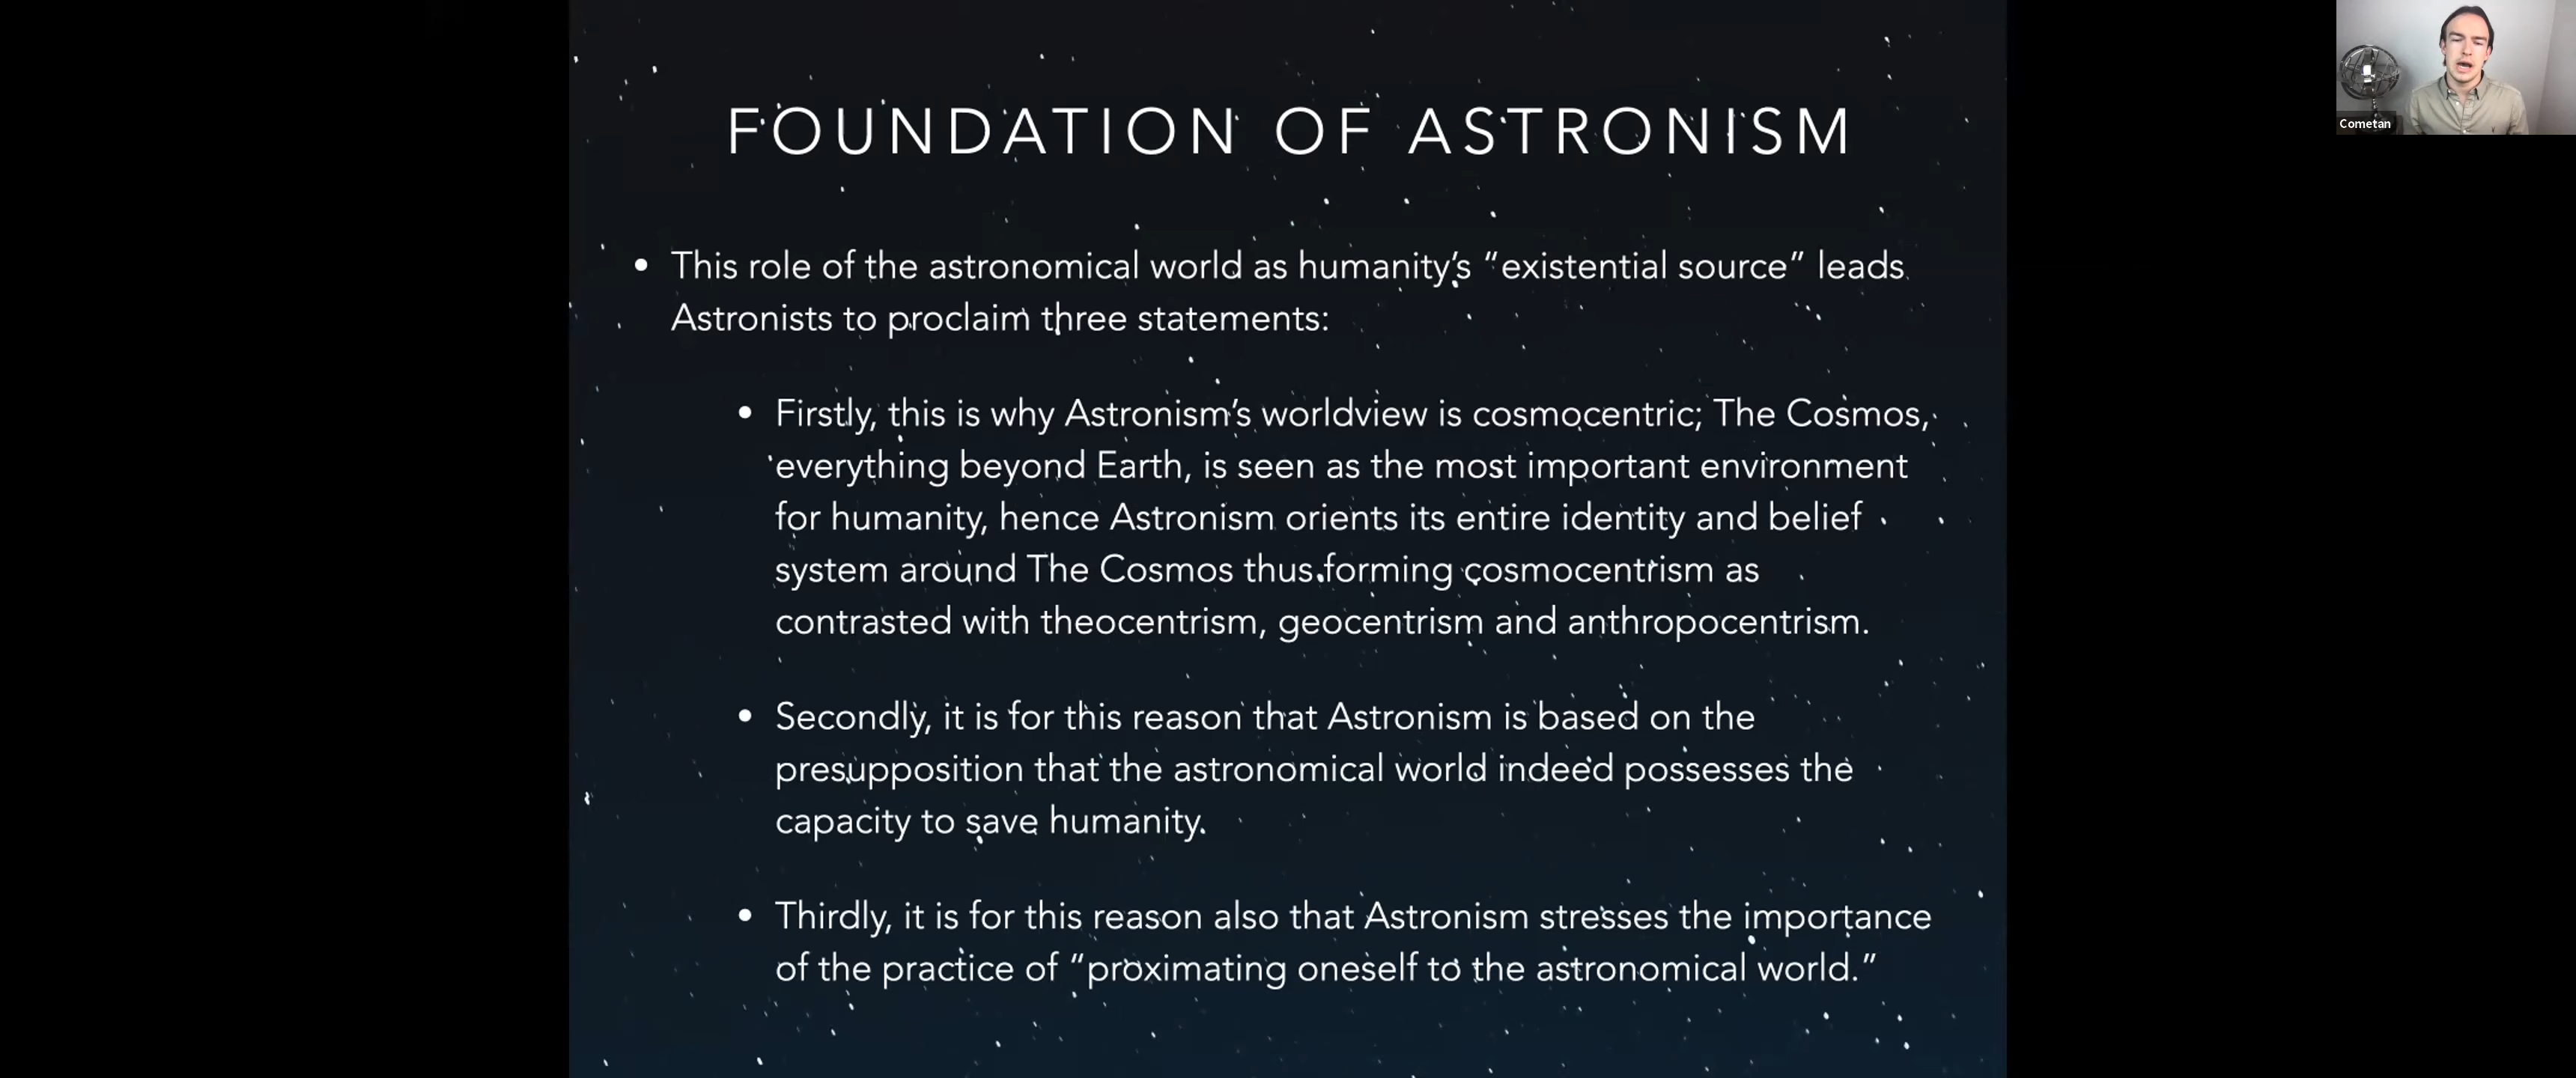 FOUNDATION OF ASTRONISM
• This role of the astronomical world as humanity’s “existential source” leads
Astronists to proclaim three statements:
• Firstly, this is why Astronism’s worldview is cosmocentric; The Cosmos,
everything beyond Earth, is seen as the most important environment
for humanity, hence Astronism orients its entire identity and belief
system around The Cosmos thus forming cosmocentrism as
contrasted with theocentrism, geocentrism and anthropocentrism.
• Secondly, it is for this reason that Astronism is based on the
presupposition that the astronomical world indeed possesses the
capacity to save humanity.
• Thirdly, it is for this reason also that Astronism stresses the importance
of the practice of “proximating oneself to the astronomical world.”
Cometan